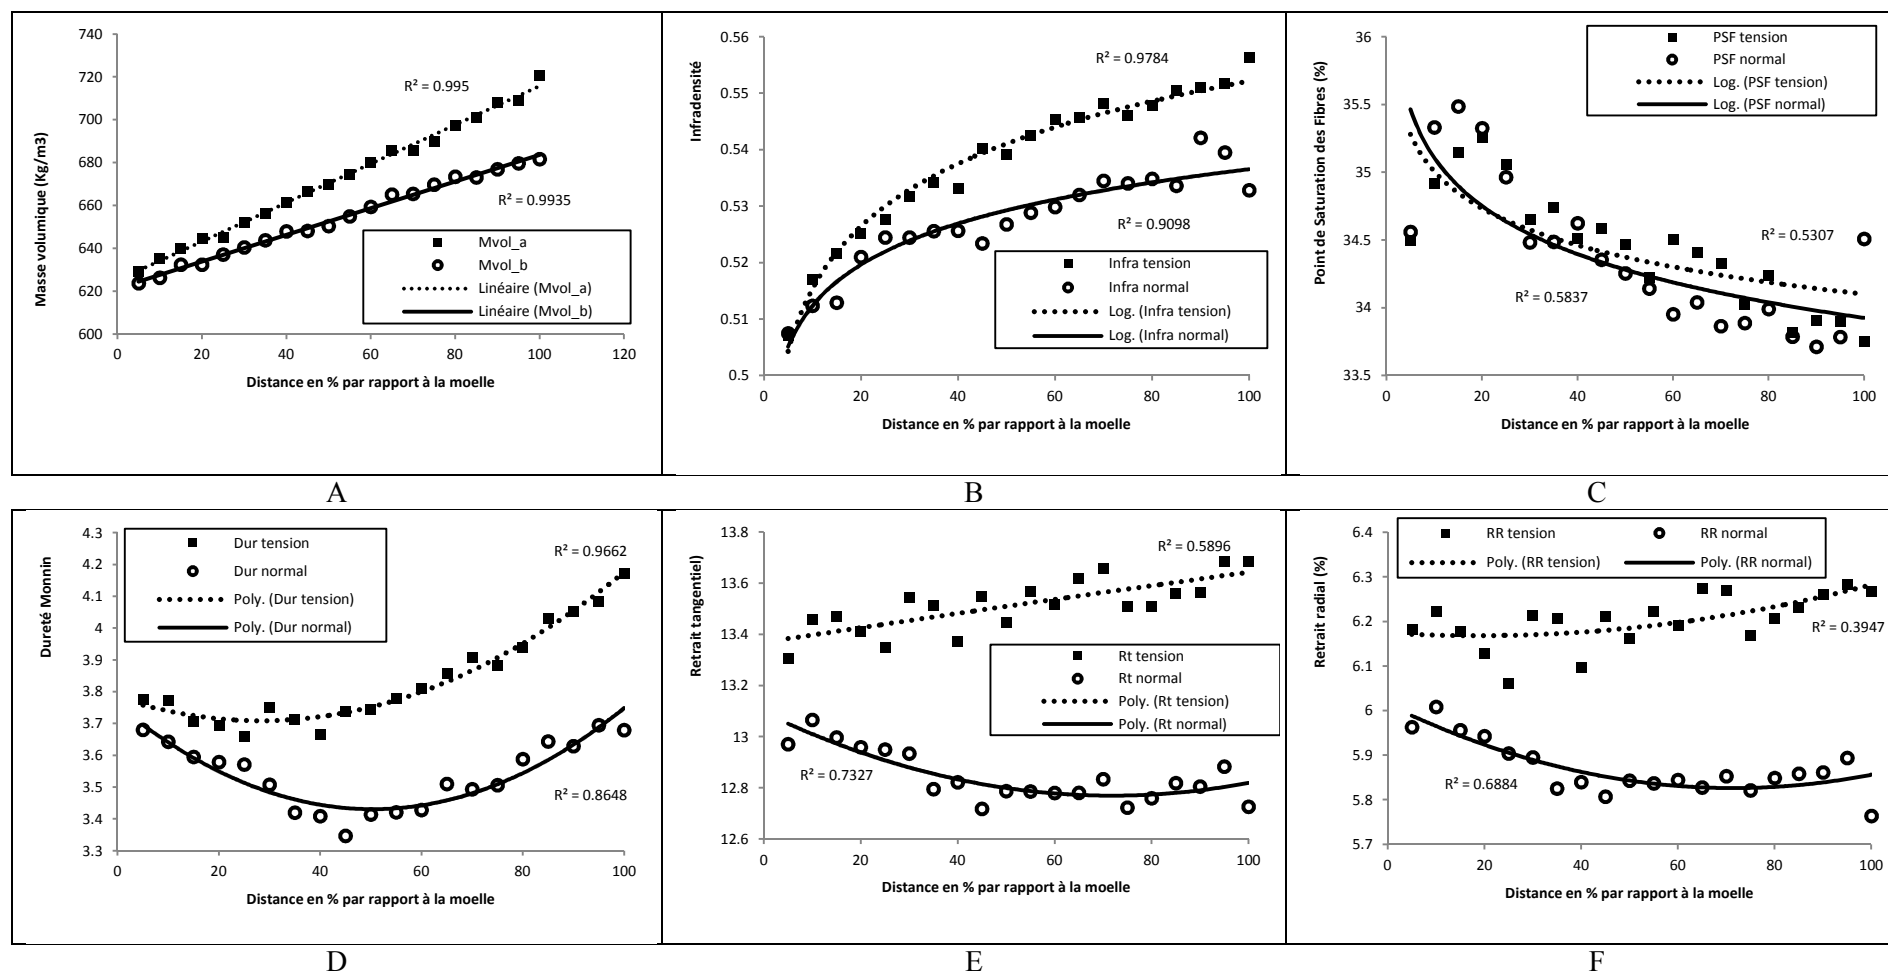 740
720
700
680
660
640
620
600
0
20
40
60
80
100
120
Masse volumique (Kg/m3)
Distance en % par rapport à la moelle
R² = 0.995
R² = 0.9935
Mvol_a
Mvol_b
Linéaire (Mvol_a)
Linéaire (Mvol_b)
A
0.56
0.55
0.54
0.53
0.52
0.51
0.5
0
20
40
60
80
100
Infradensité
Distance en % par rapport à la moelle
R² = 0.9784
R² = 0.9098
Infra tension
Infra normal
Log. (Infra tension)
Log. (Infra normal)
B
36
35.5
35
34.5
34
33.5
0
20
40
60
80
100
Point de Saturation des Fibres (%)
Distance en % par rapport à la moelle
PSF tension
PSF normal
Log. (PSF tension)
Log. (PSF normal)
R² = 0.5307
R² = 0.5837
C
4.3
4.2
4.1
4
3.9
3.8
3.7
3.6
3.5
3.4
3.3
0
20
40
60
80
100
Dureté Monnin
Distance en % par rapport à la moelle
Dur tension
Dur normal
Poly. (Dur tension)
Poly. (Dur normal)
R² = 0.9662
R² = 0.8648
D
13.8
13.6
13.4
13.2
13
12.8
12.6
0
20
40
60
80
100
Retrait tangentiel)
Distance en % par rapport à la moelle
R² = 0.5896
Rt tension
Rt normal
Poly. (Rt tension)
Poly. (Rt normal)
R² = 0.7327
E
6.4
6.3
6.2
6.1
6
5.9
5.8
5.7
0
20
40
60
80
100
Retrait radial (%)
Distance en % par rapport à la moelle
RR tension
RR normal
Poly. (RR tension)
Poly. (RR normal)
R² = 0.3947
R² = 0.6884
F